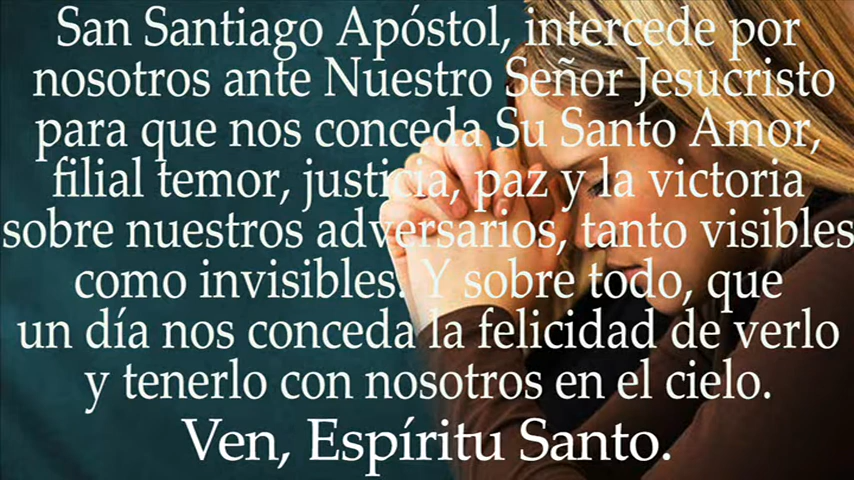 San Santiago Apóstol, intercede por
nosotros ante Nuestro Señor Jesucristo
para que nos conceda Su Santo Amor,
filial temor, justicia, paz y la victoria
sobre nuestros adversarios, tanto visibles
como invisibles. Y sobre todo, que
un día nos conceda la felicidad de verlo
y tenerlo con nosotros en el cielo.
Ven, Espíritu Santo.